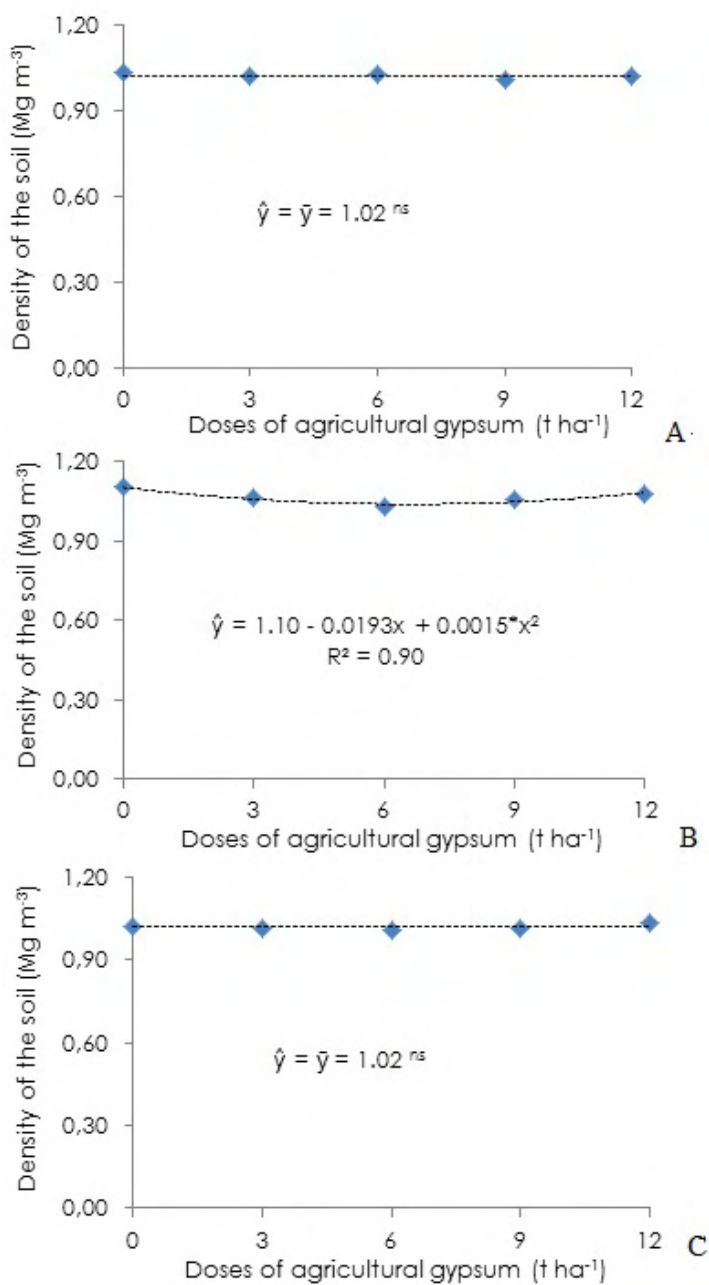 Density of the soil (Mg m⁻³)
1,20
0,90
0,60
0,30
0,00
ŷ = ȳ = 1.02 ⁿˢ
0 3 6 9 12
Doses of agricultural gypsum (t ha⁻¹)
A .
Density of the soil (Mg m⁻³)
1,20
0,90
0,60
0,30
0,00
ŷ = 1.10 - 0.0193x + 0.0015*x²
R² = 0.90
0 3 6 9 12
Doses of agricultural gypsum (t ha⁻¹)
B
Density of the soil (Mg m⁻³)
1,20
0,90
0,60
0,30
0,00
ŷ = ȳ = 1.02 ⁿˢ
0 3 6 9 12
Doses of agricultural gypsum (t ha⁻¹)
C